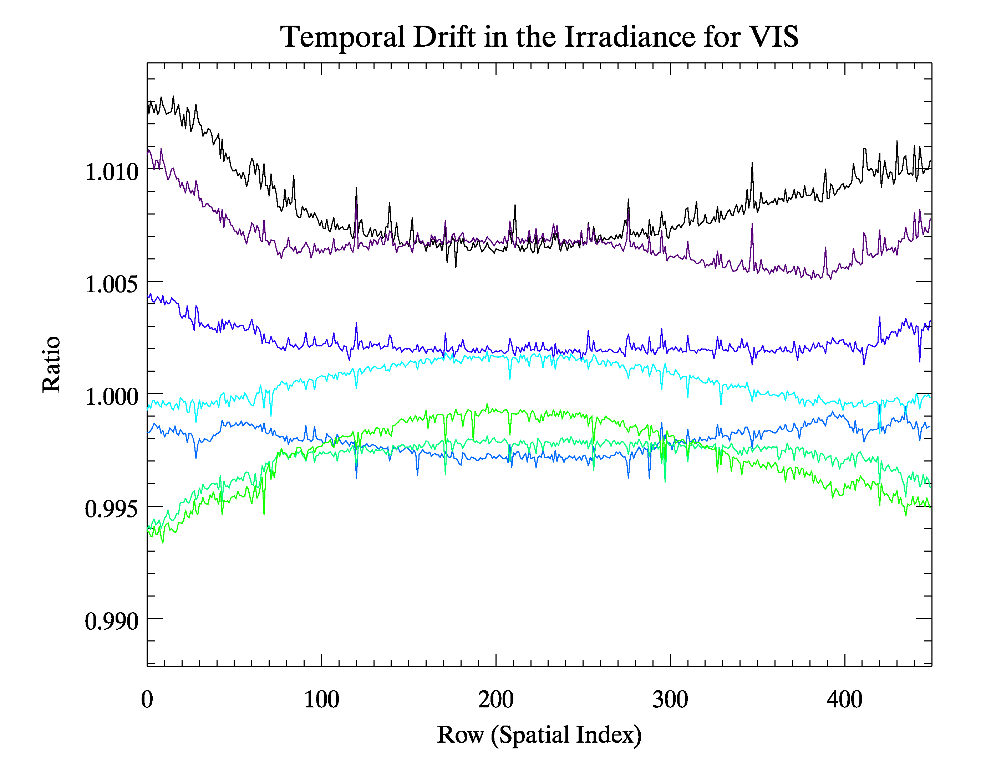 Temporal Drift in the Irradiance for VIS
1.010
1.005
1.000
0.995
0.990
Ratio
0 100 200 300 400
Row (Spatial Index)